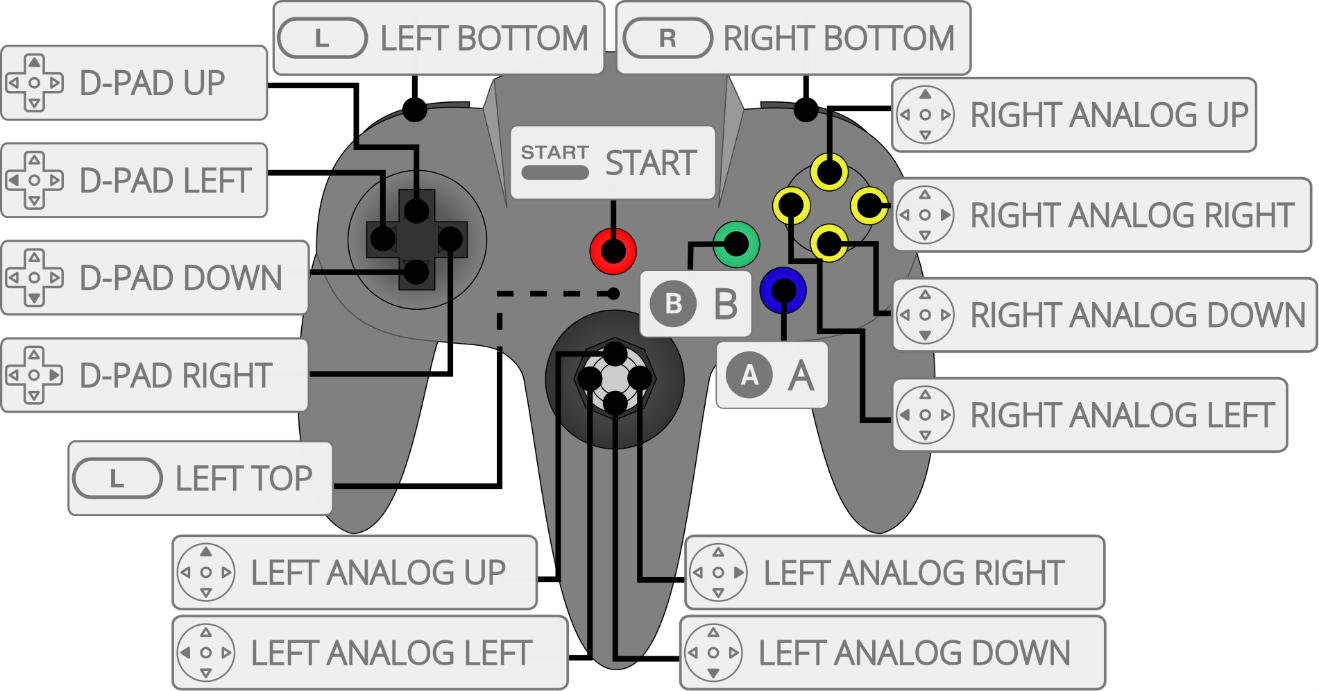 L LEFT BOTTOM
R RIGHT BOTTOM
D-PAD UP
RIGHT ANALOG UP
START START
D-PAD LEFT
RIGHT ANALOG RIGHT
D-PAD DOWN
B B
RIGHT ANALOG DOWN
D-PAD RIGHT
A A
RIGHT ANALOG LEFT
L LEFT TOP
LEFT ANALOG UP
LEFT ANALOG RIGHT
LEFT ANALOG LEFT
LEFT ANALOG DOWN